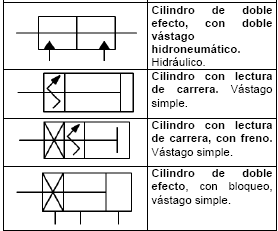 Cilindro de doble
efecto, con doble
vástago
hidroneumático.
Hidráulico.
Cilindro con lectura
de carrera. Vástago
simple.
Cilindro con lectura
de carrera, con freno.
Vástago simple.
Cilindro de doble
efecto, con bloqueo,
vástago simple.